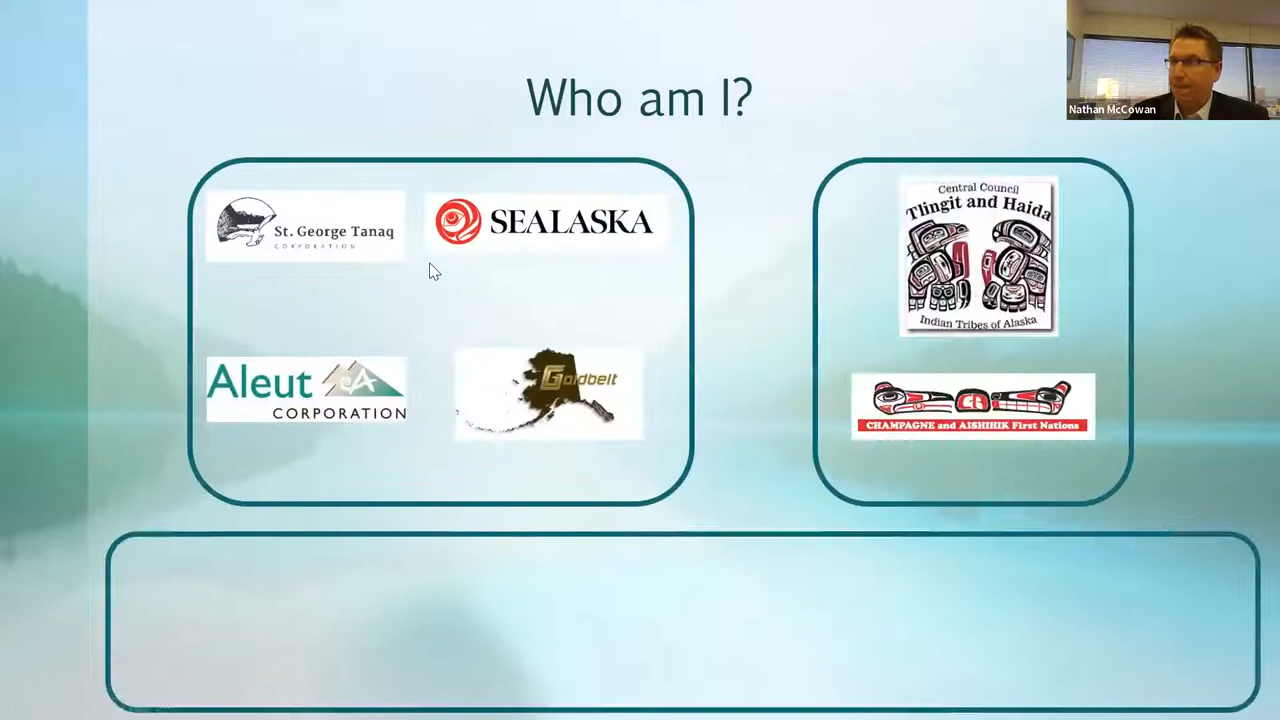 Who am I?
Nathan McCowan
St. George Tanaq
CORPORATION
SEALASKA
Aleut
CORPORATION
Goldbelt
Central Council
Tlingit and Haida
Indian Tribes of Alaska
CHAMPAGNE and AISHIHIK First Nations